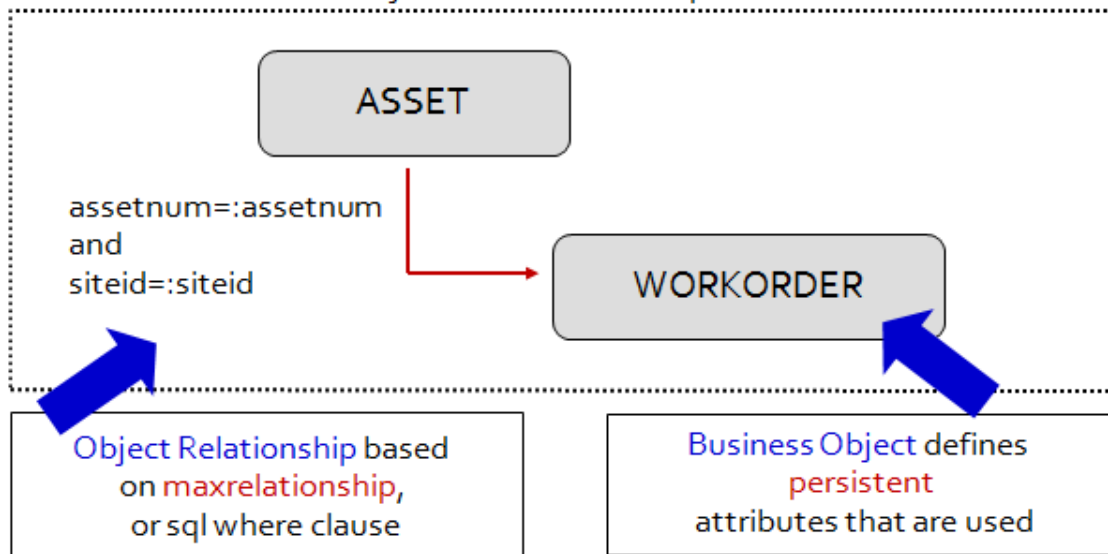 ASSET
assetnum=:assetnum
and
siteid=:siteid
WORKORDER
Object Relationship based
on maxrelationship,
or sql where clause
Business Object defines
persistent
attributes that are used